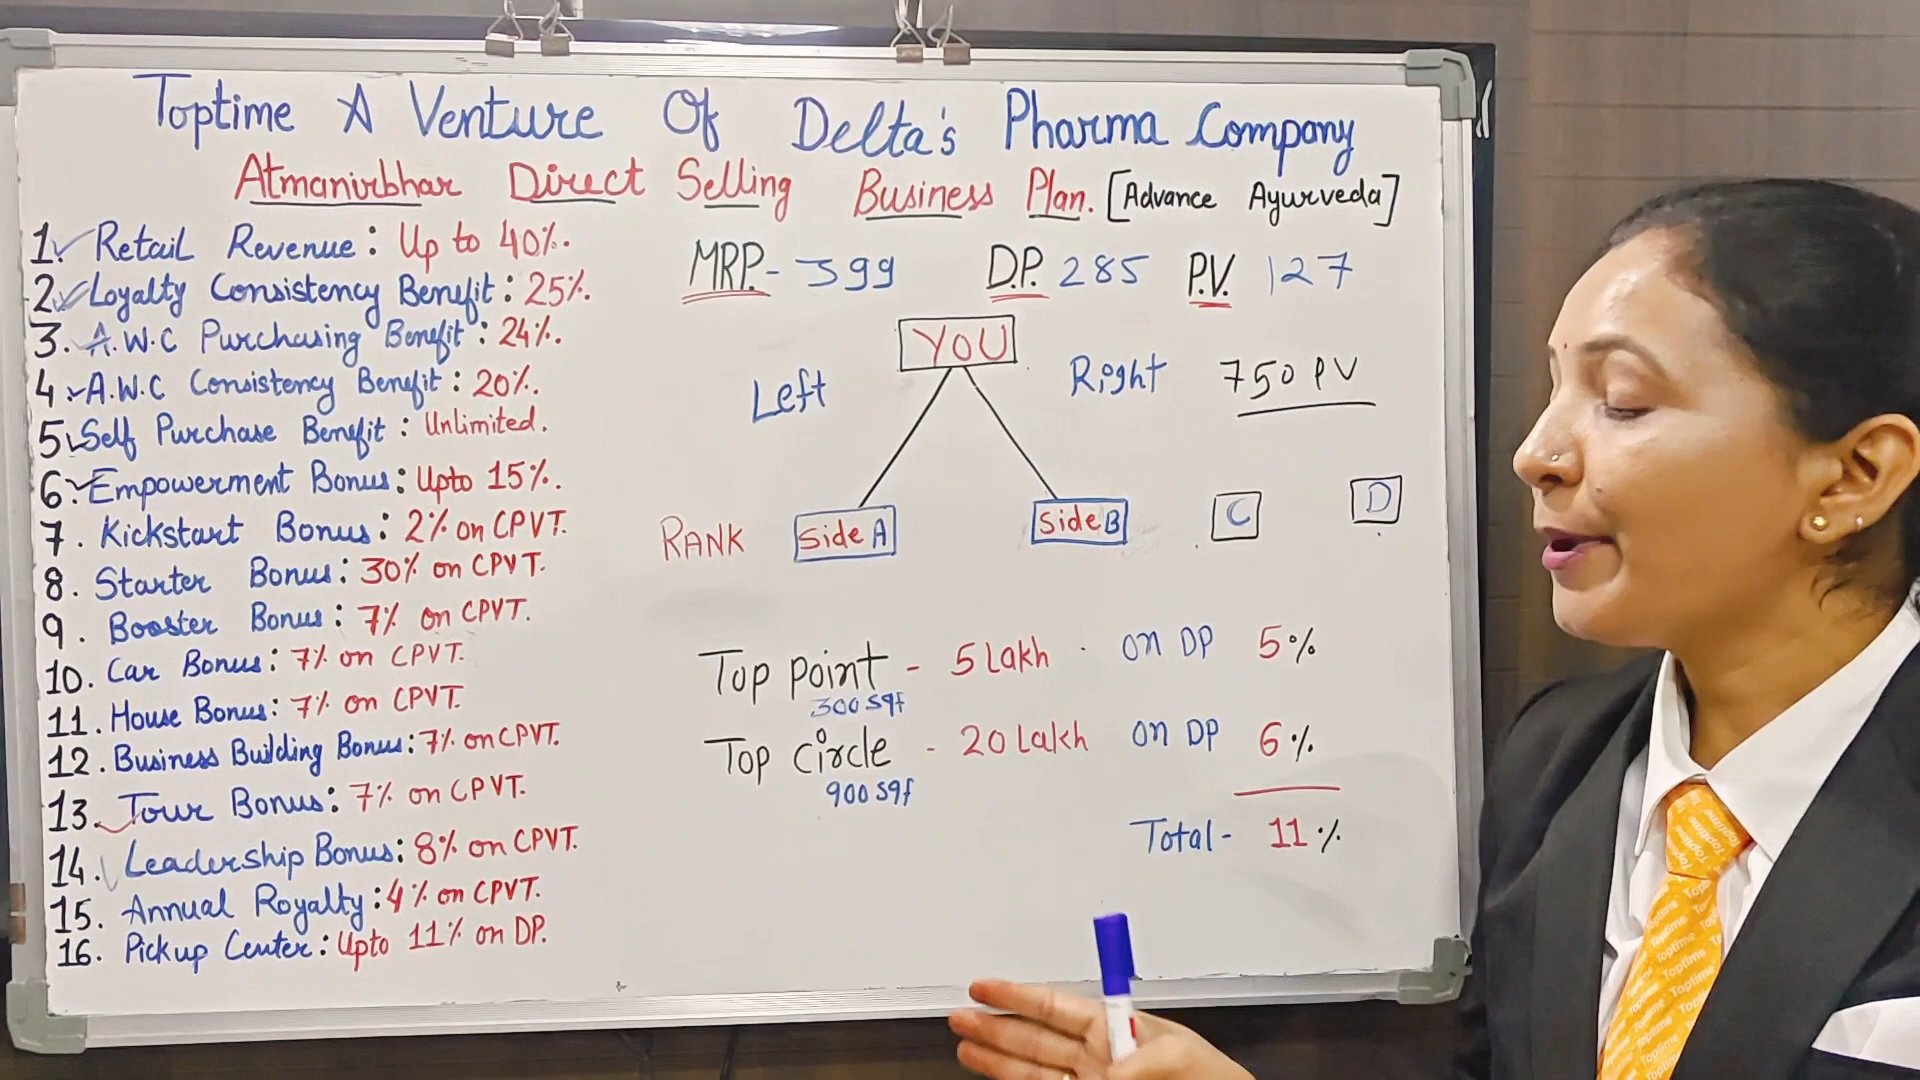 Toptime A Venture Of Delta's Pharma Company
Atmanirbhar Direct Selling Business Plan. [Advance Ayurveda]
1. Retail Revenue: Up to 40%.
2. Loyalty Consistency Benefit: 25%.
3. A.W.C Purchasing Benefit: 24%.
4. A.W.C Consistency Benefit: 20%.
5. Self Purchase Benefit: Unlimited.
6. Empowerment Bonus: Upto 15%.
7. Kickstart Bonus: 2% on CPVT.
8. Starter Bonus: 30% on CPVT.
9. Booster Bonus: 7% on CPVT.
10. Car Bonus: 7% on CPVT.
11. House Bonus: 7% on CPVT.
12. Business Building Bonus: 7% on CPVT.
13. Tour Bonus: 7% on CPVT.
14. Leadership Bonus: 8% on CPVT.
15. Annual Royalty: 4% on CPVT.
16. Pickup Center: Upto 11% on DP.
MRP.- 399 D.P. 285 P.V. 127
YOU
Left Right 750 PV
RANK Side A Side B C D
Top point - 5 Lakh on DP 5%
300 sqf
Top circle - 20 Lakh on DP 6%
900 sqf
Total- 11%
Toptime
Toptime
Toptime
Toptime
Toptime